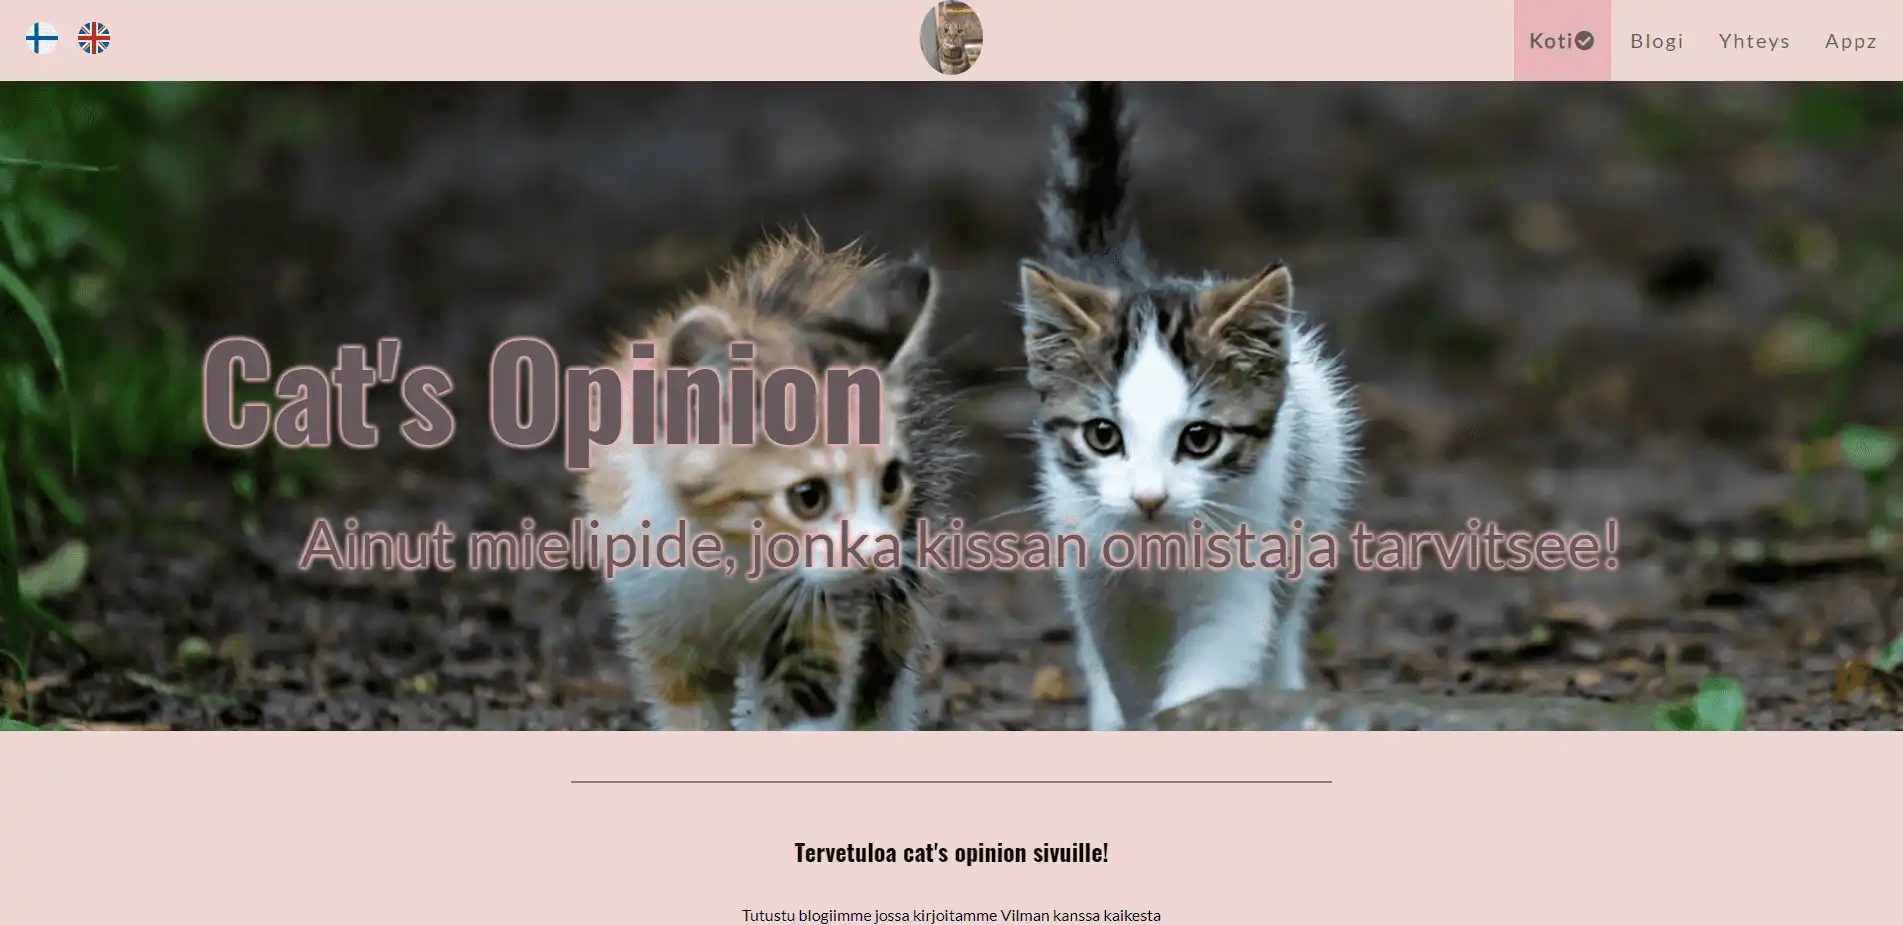 Koti Blogi Yhteys Appz
Cat's Opinion
Ainut mielipide, jonka kissan omistaja tarvitsee!
Tervetuloa cat's opinion sivuille!
Tutustu blogiimme jossa kirjoitamme Vilman kanssa kaikesta